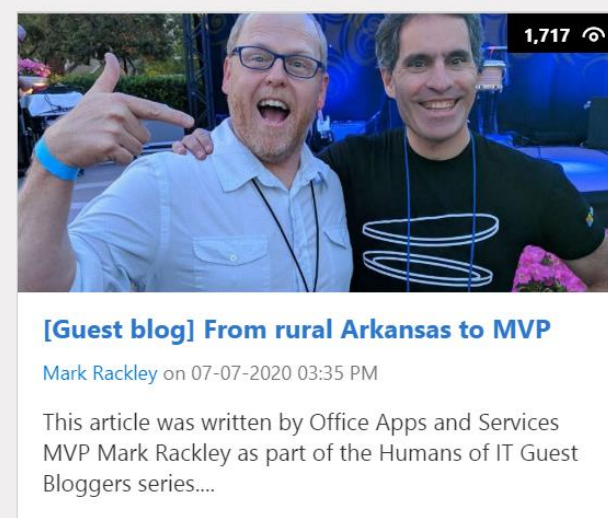 1,717
[Guest blog] From rural Arkansas to MVP
Mark Rackley on 07-07-2020 03:35 PM
This article was written by Office Apps and Services
MVP Mark Rackley as part of the Humans of IT Guest
Bloggers series....